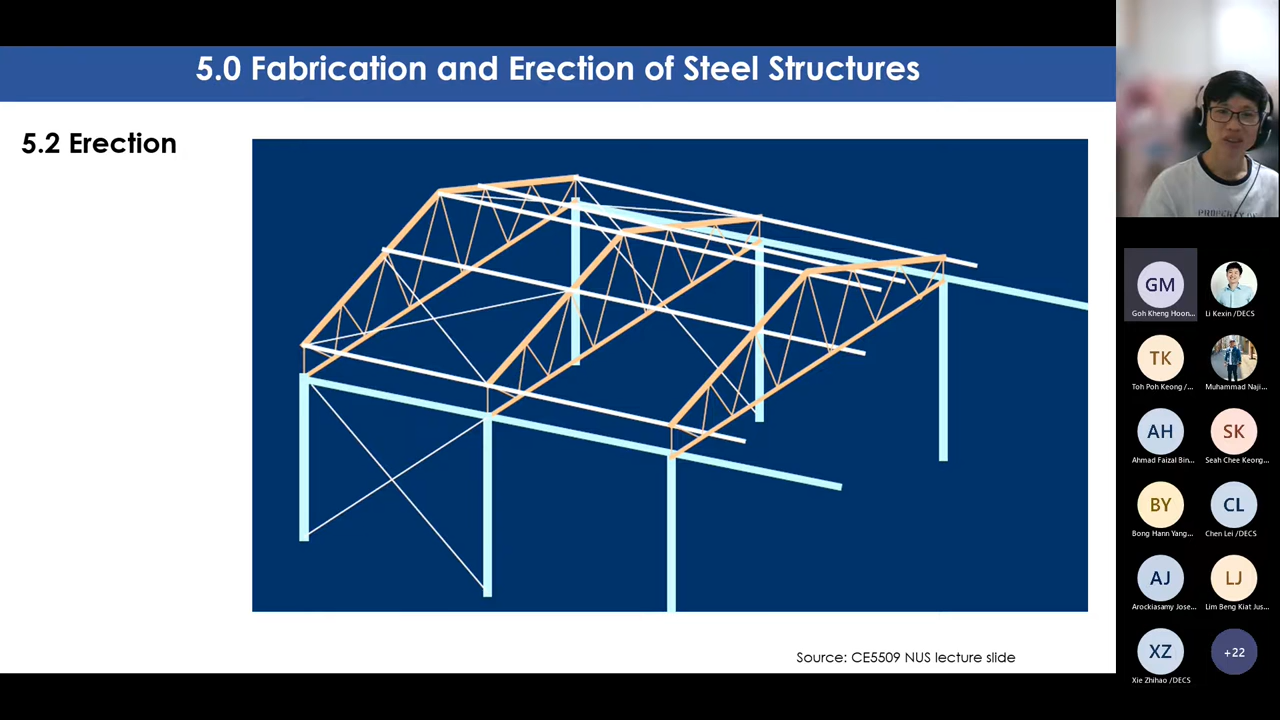 5.0 Fabrication and Erection of Steel Structures
5.2 Erection
Source: CE5509 NUS lecture slide
PROPERTY OF
GM
Goh Kheng Hoon...
Li Kexin /DECS
TK
Toh Poh Keong /...
Muhammad Naji...
AH
Ahmad Faizal Bin...
SK
Seah Chee Keong...
BY
Bong Hann Yang...
CL
Chen Lei /DECS
AJ
Arockiasamy Jose...
LJ
Lim Beng Kiat Jus...
XZ
Xie Zhihao /DECS
+22